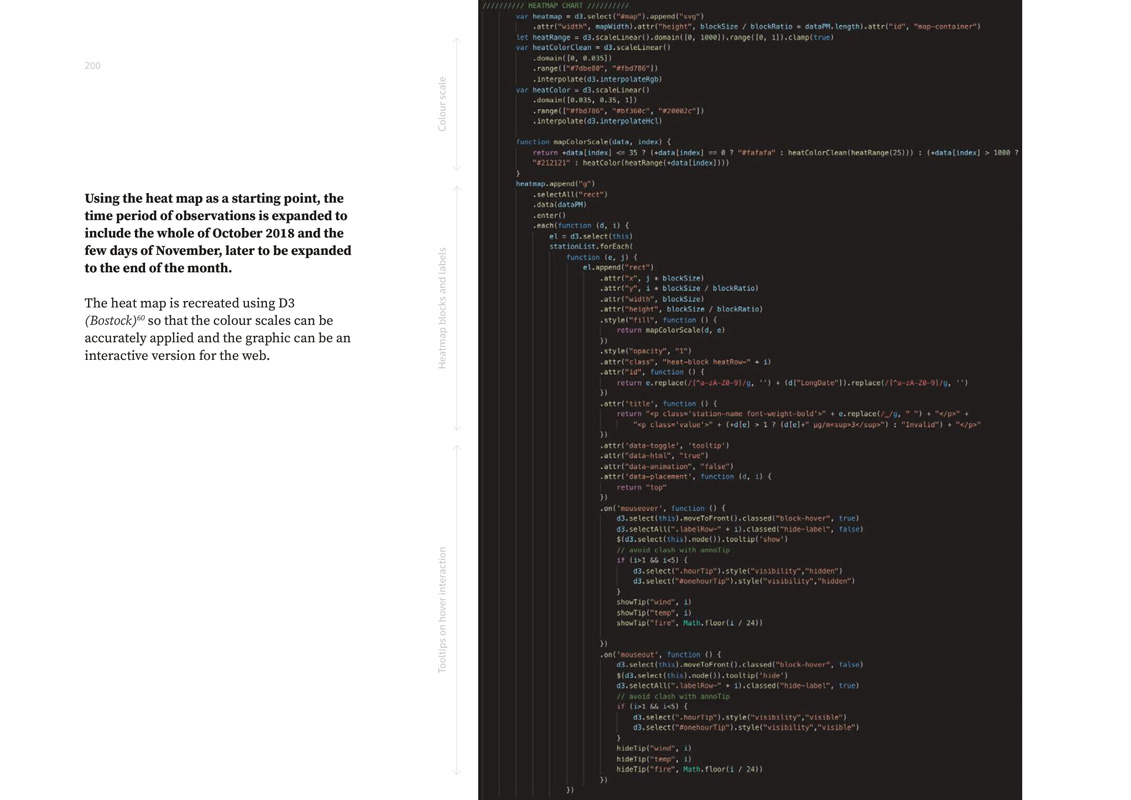 200
Using the heat map as a starting point, the
time period of observations is expanded to
include the whole of October 2018 and the
few days of November, later to be expanded
to the end of the month.
The heat map is recreated using D3
(Bostock)⁶⁰ so that the colour scales can be
accurately applied and the graphic can be an
interactive version for the web.
Colour scale
Heatmap blocks and labels
Tooltips on hover interaction
////////// HEATMAP CHART //////////
var heatmap = d3.select("#map").append("svg")
.attr("width", mapWidth).attr("height", blockSize / blockRatio * dataPM.length).attr("id", "map-container")
let heatRange = d3.scaleLinear().domain([0, 1000]).range([0, 1]).clamp(true)
var heatColorClean = d3.scaleLinear()
.domain([0, 0.035])
.range(["#7dbe80", "#fbd786"])
.interpolate(d3.interpolateRgb)
var heatColor = d3.scaleLinear()
.domain([0.035, 0.35, 1])
.range(["#fbd786", "#bf360c", "#20002c"])
.interpolate(d3.interpolateHcl)
function mapColorScale(data, index) {
return +data[index] <= 35 ? (+data[index] == 0 ? "#fafafa" : heatColorClean(heatRange(25))) : (+data[index] > 1000 ?
"#212121" : heatColor(heatRange(+data[index])))
}
heatmap.append("g")
.selectAll("rect")
.data(dataPM)
.enter()
.each(function (d, i) {
el = d3.select(this)
stationList.forEach(
function (e, j) {
el.append("rect")
.attr("x", j * blockSize)
.attr("y", i * blockSize / blockRatio)
.attr("width", blockSize)
.attr("height", blockSize / blockRatio)
.style("fill", function () {
return mapColorScale(d, e)
})
.style("opacity", "1")
.attr("class", "heat-block heatRow-" + i)
.attr("id", function () {
return e.replace(/[^a-zA-Z0-9]/g, '') + (d["LongDate"]).replace(/[^a-zA-Z0-9]/g, '')
})
.attr('title', function () {
return "<p class='station-name font-weight-bold'>" + e.replace(/_/g, " ") + "</p>" +
"<p class='value'>" + (+d[e] > 1 ? (d[e]+" μg/m<sup>3</sup>") : "Invalid") + "</p>"
})
.attr('data-toggle', 'tooltip')
.attr("data-html", "true")
.attr("data-animation", "false")
.attr('data-placement', function (d, i) {
return "top"
})
.on('mouseover', function () {
d3.select(this).moveToFront().classed("block-hover", true)
d3.selectAll(".labelRow-" + i).classed("hide-label", false)
$(d3.select(this).node()).tooltip('show')
// avoid clash with annoTip
if (i>1 && i<5) {
d3.select(".hourTip").style("visibility","hidden")
d3.select("#onehourTip").style("visibility","hidden")
}
showTip("wind", i)
showTip("temp", i)
showTip("fire", Math.floor(i / 24))
})
.on('mouseout', function () {
d3.select(this).moveToFront().classed("block-hover", false)
$(d3.select(this).node()).tooltip('hide')
d3.selectAll(".labelRow-" + i).classed("hide-label", true)
// avoid clash with annoTip
if (i>1 && i<5) {
d3.select(".hourTip").style("visibility","visible")
d3.select("#onehourTip").style("visibility","visible")
}
hideTip("wind", i)
hideTip("temp", i)
hideTip("fire", Math.floor(i / 24))
})
})